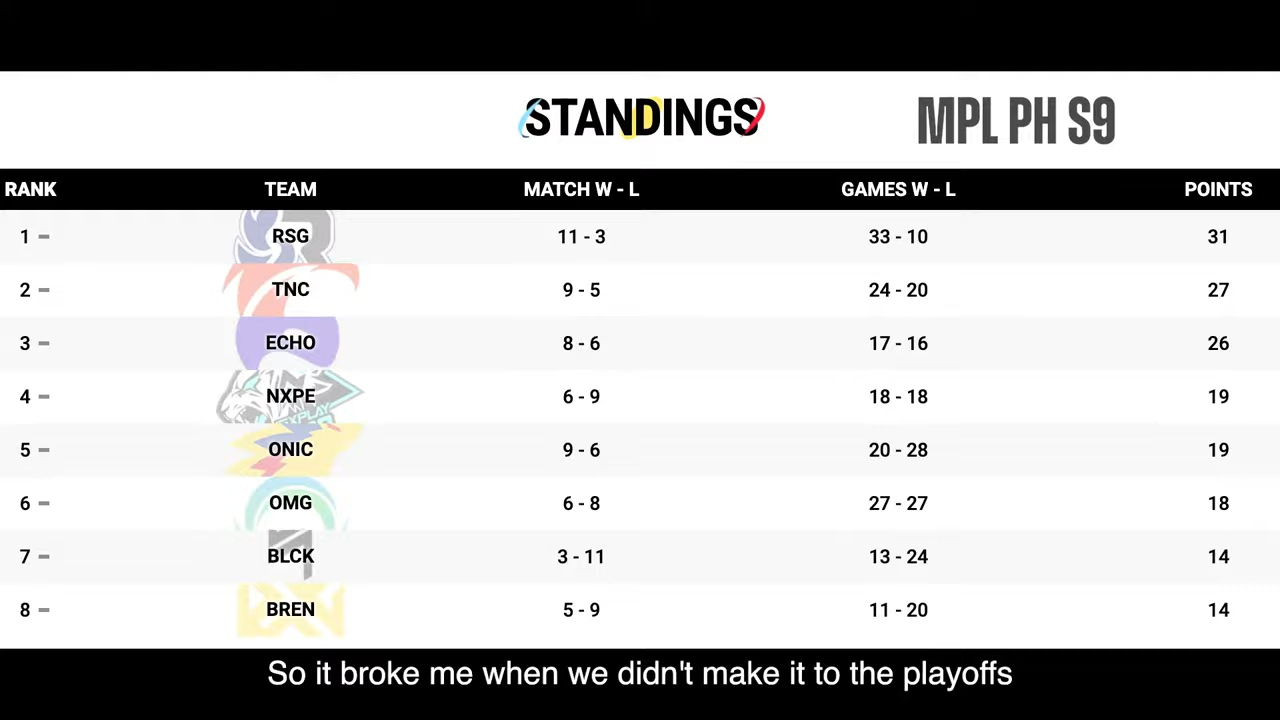 STANDINGS MPL PH S9
RANK TEAM MATCH W - L GAMES W - L POINTS
1 RSG 11 - 3 33 - 10 31
2 TNC 9 - 5 24 - 20 27
3 ECHO 8 - 6 17 - 16 26
4 NXPE 6 - 9 18 - 18 19
5 ONIC 9 - 6 20 - 28 19
6 OMG 6 - 8 27 - 27 18
7 BLCK 3 - 11 13 - 24 14
8 BREN 5 - 9 11 - 20 14
So it broke me when we didn't make it to the playoffs